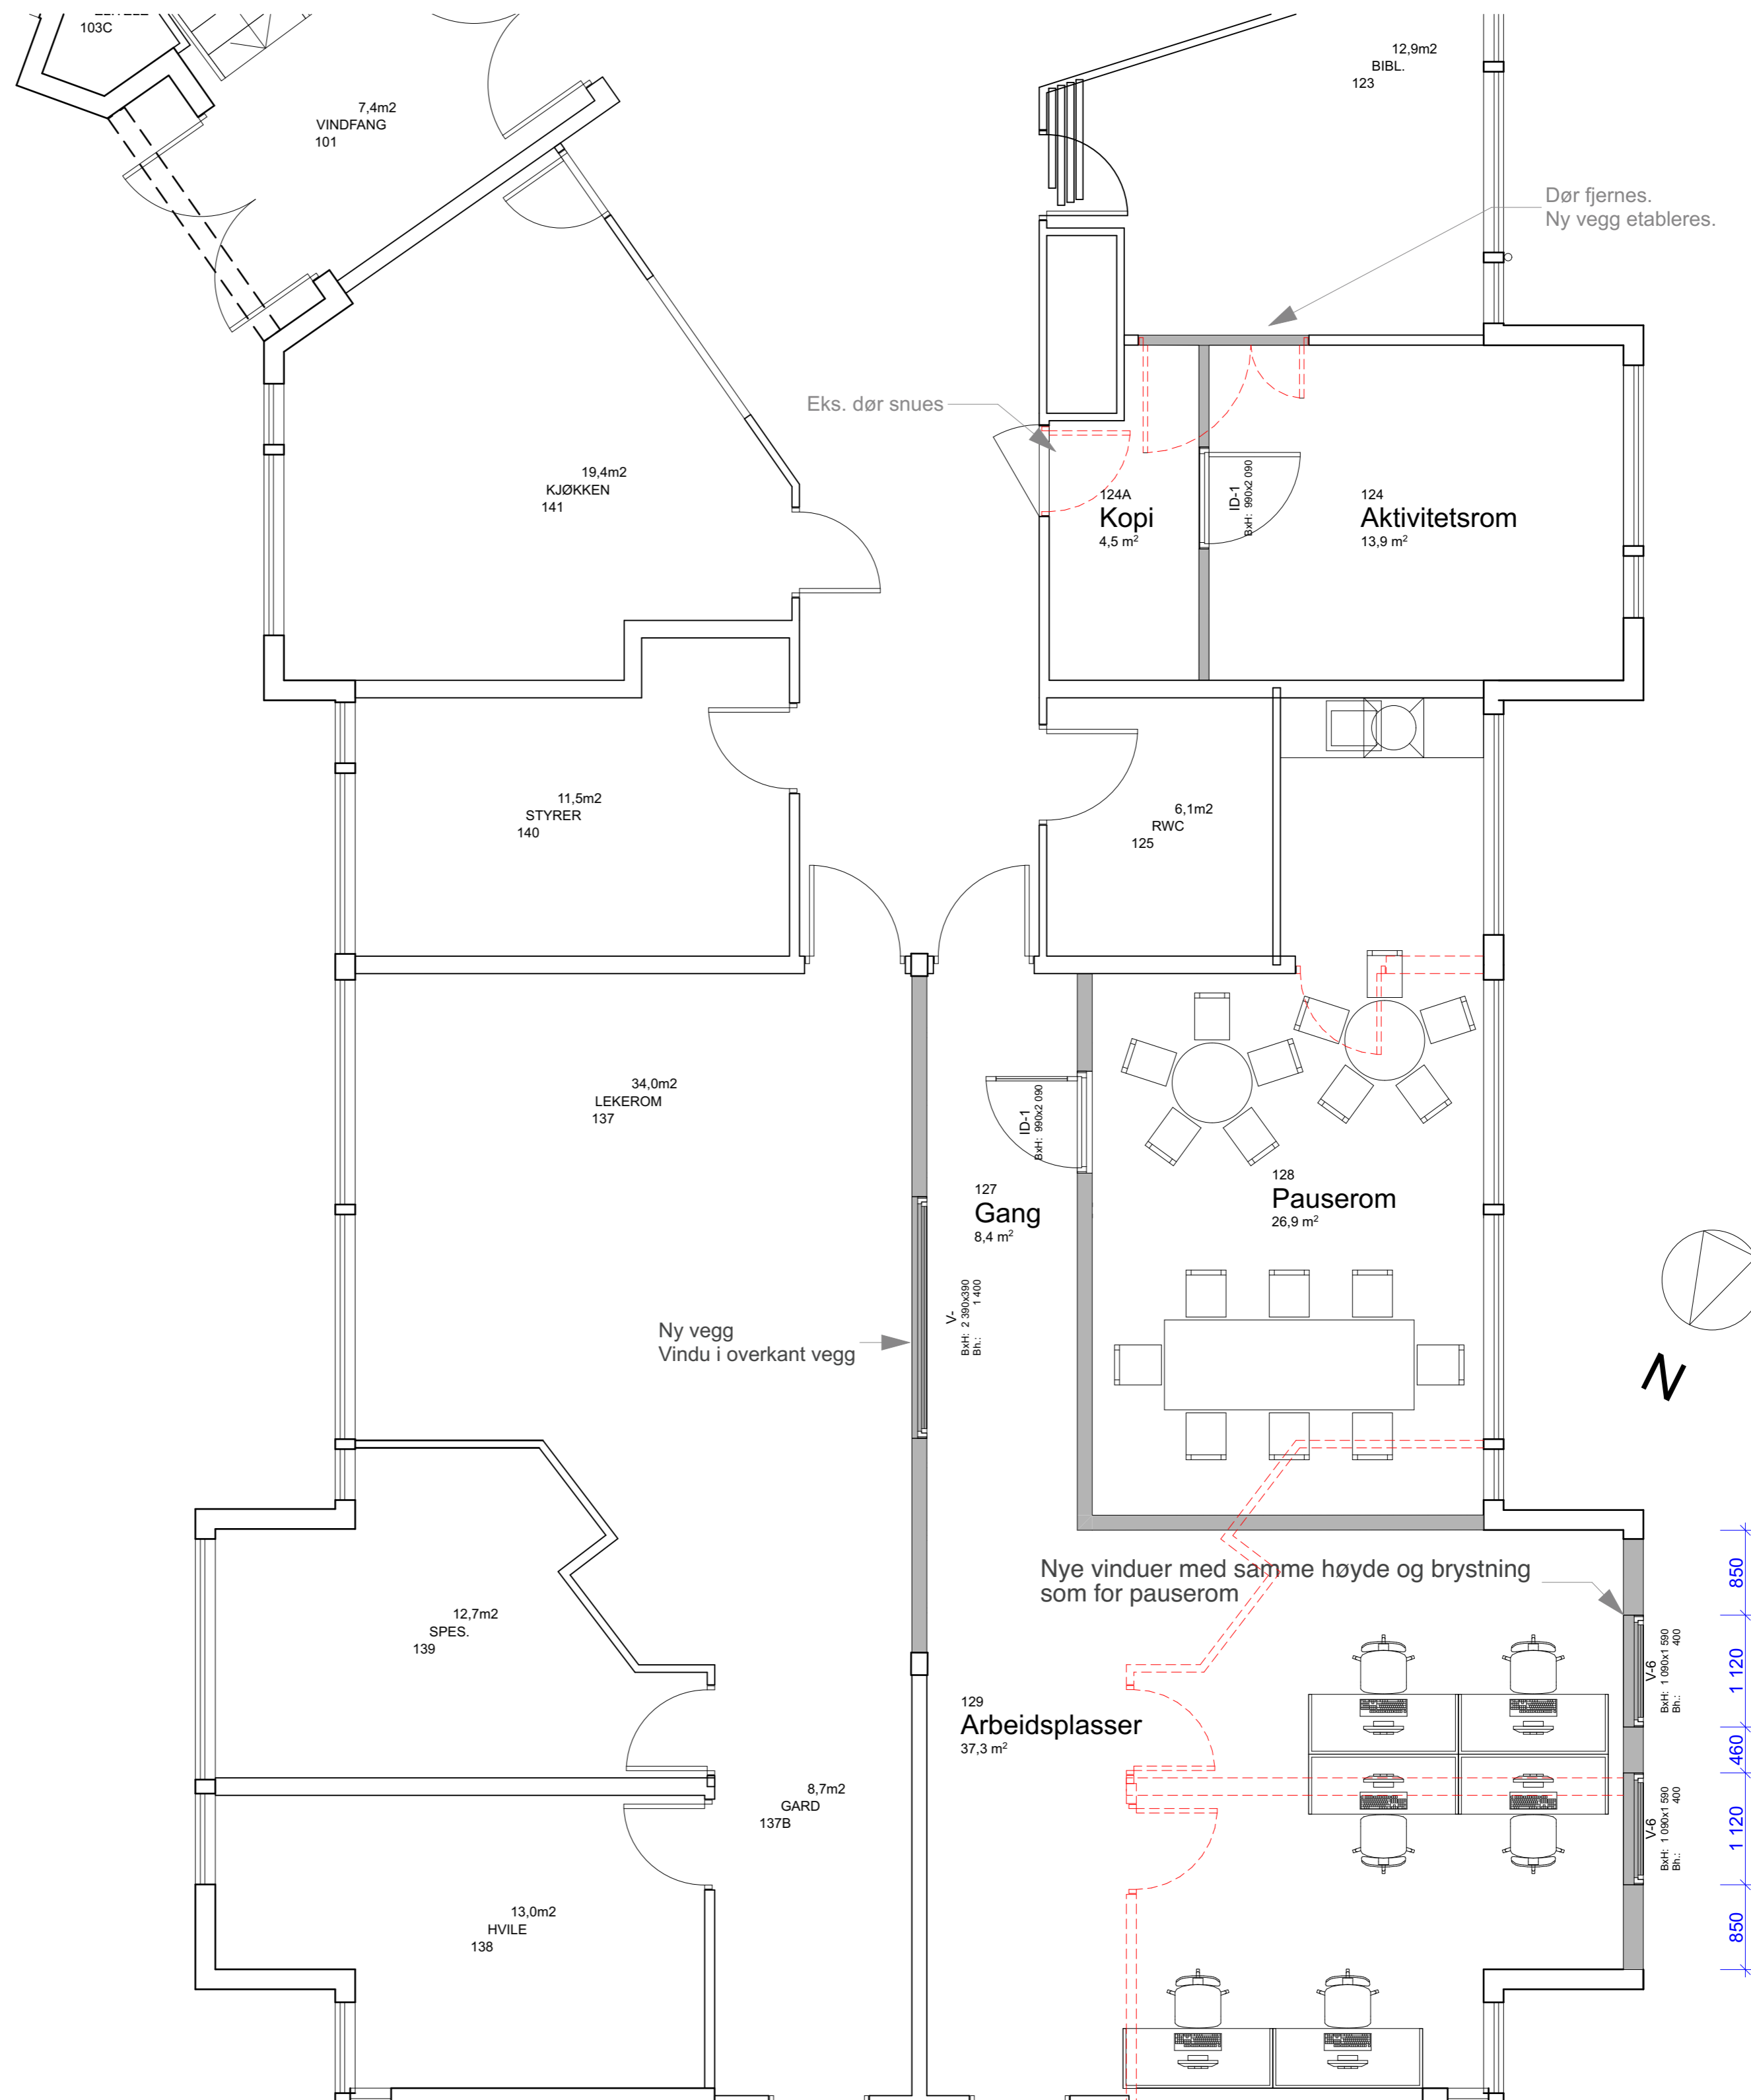 103C
7,4m2
VINDFANG
101
12,9m2
BIBL.
123
Dør fjernes.
Ny vegg etableres.
Eks. dør snues
19,4m2
KJØKKEN
141
124A
Kopi
4,5 m²
ID-1
BxH: 990x2 090
124
Aktivitetsrom
13,9 m²
11,5m2
STYRER
140
6,1m2
RWC
125
34,0m2
LEKEROM
137
ID-1
BxH: 990x2 090
127
Gang
8,4 m²
128
Pauserom
26,9 m²
V-
BxH: 2 390x390
Bh.: 1 400
Ny vegg
Vindu i overkant vegg
N
Nye vinduer med samme høyde og brystning
som for pauserom
850
1 120
460
1 120
850
V-6
BxH: 1 090x1 590
Bh.: 400
V-6
BxH: 1 090x1 590
Bh.: 400
12,7m2
SPES.
139
129
Arbeidsplasser
37,3 m²
8,7m2
GARD
137B
13,0m2
HVILE
138